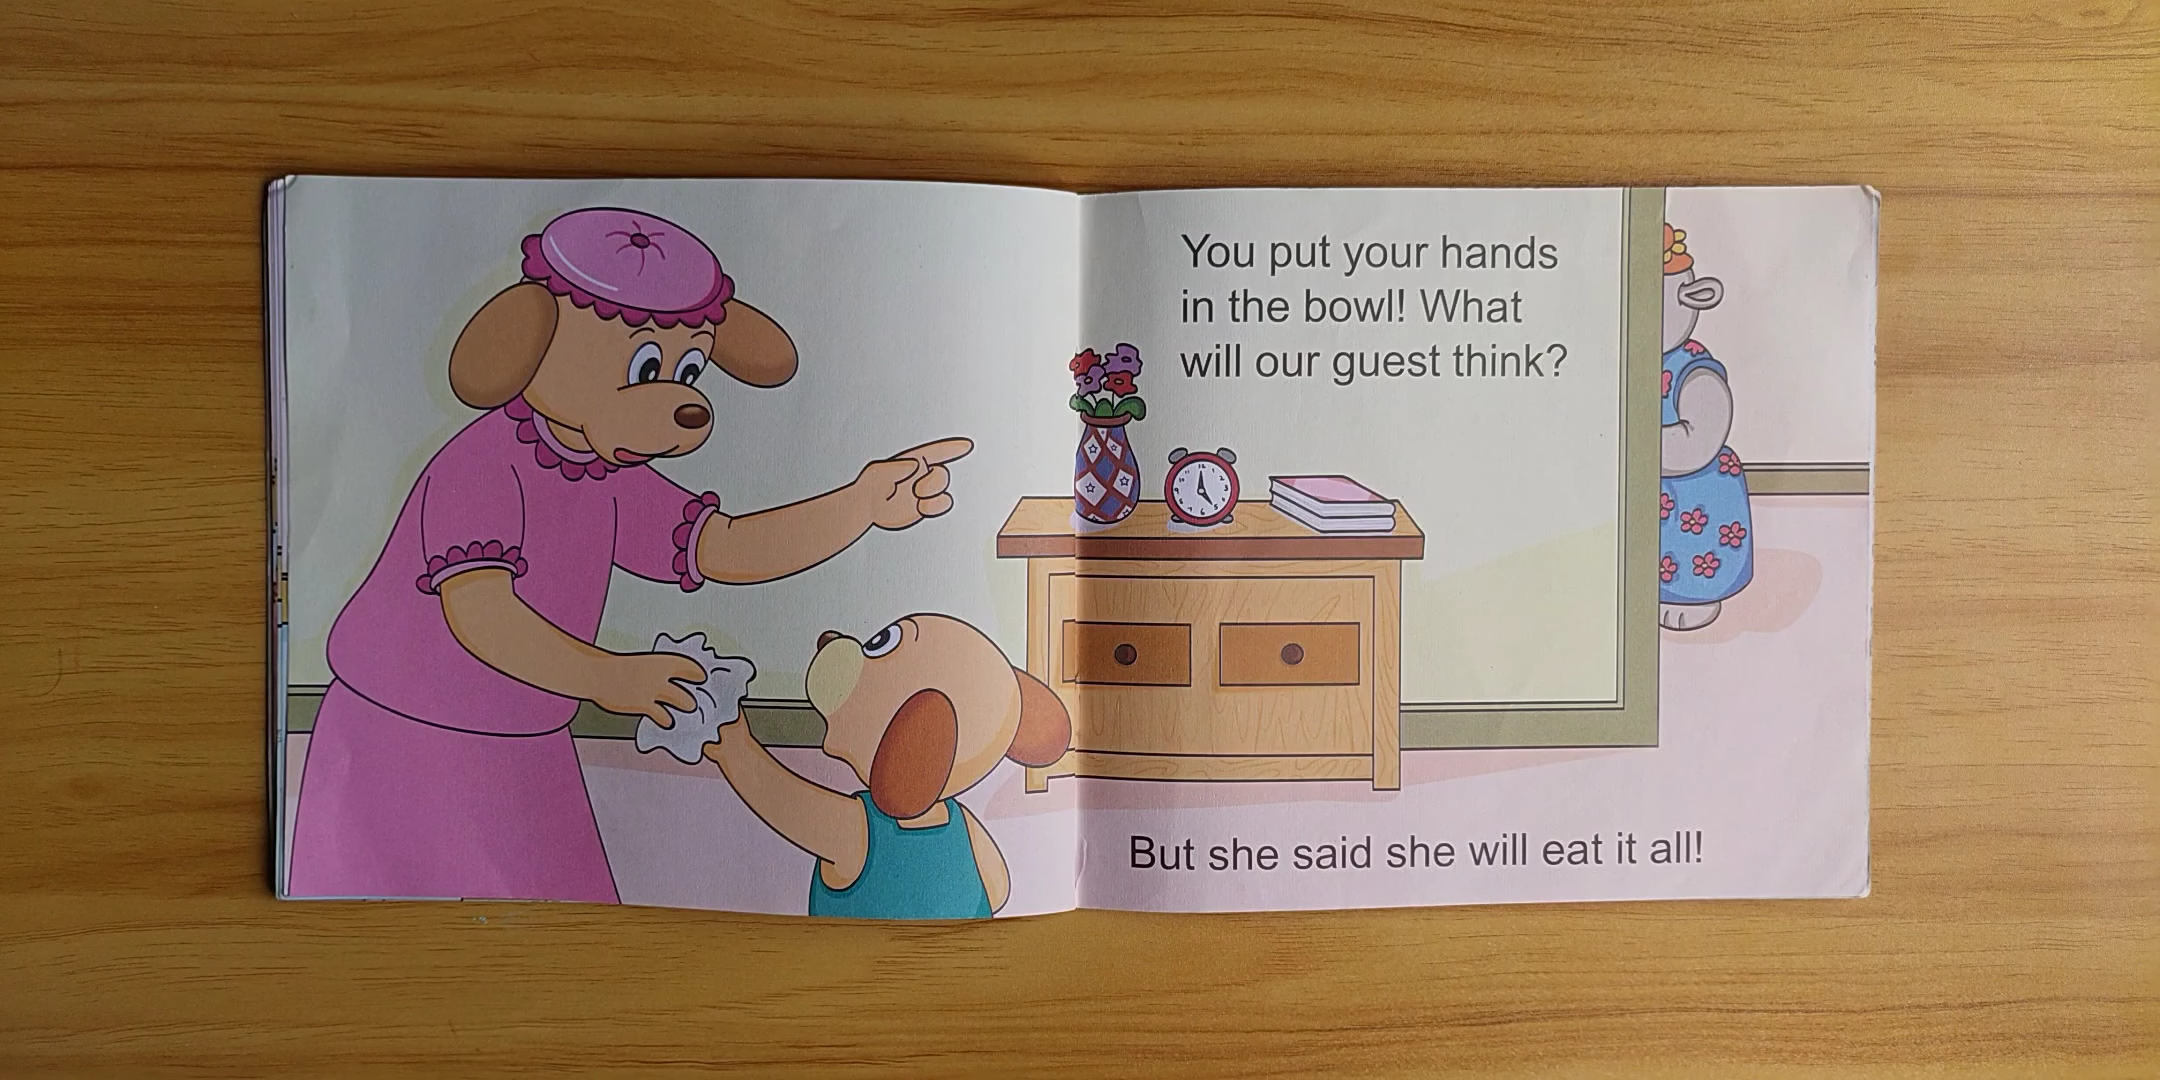 You put your hands
in the bowl! What
will our guest think?
But she said she will eat it all!